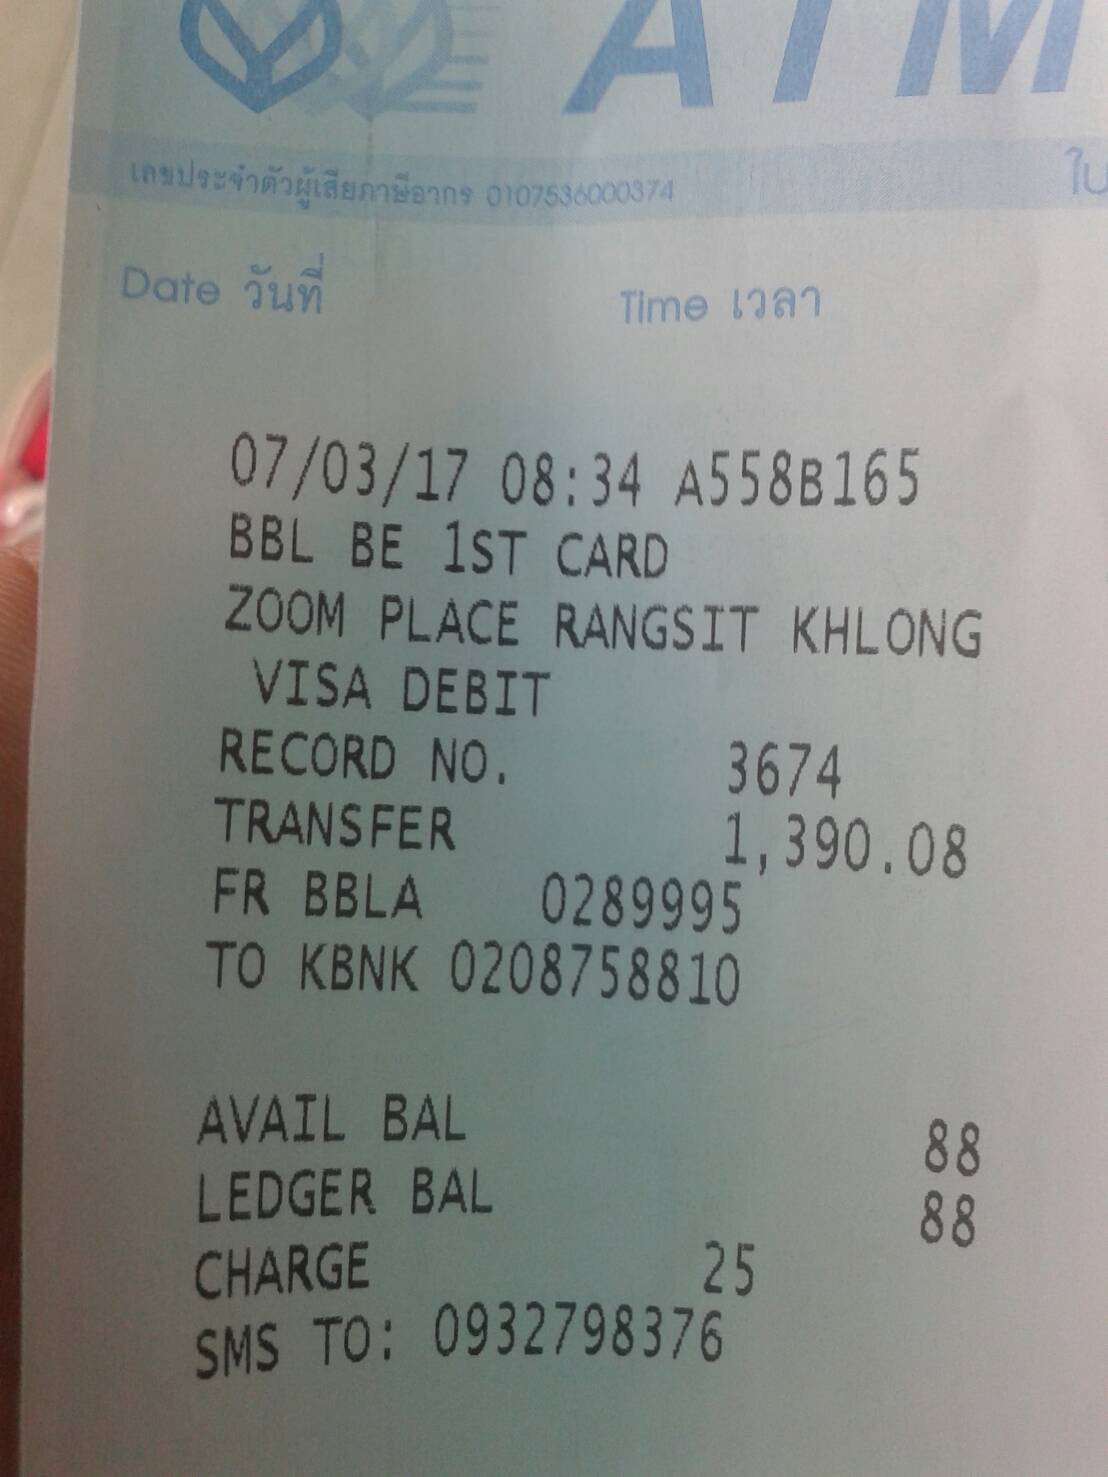 ATM
เลขประจำตัวผู้เสียภาษีอากร 0107536000374
Date วันที่ Time เวลา
07/03/17 08:34 A558B165
BBL BE 1ST CARD
ZOOM PLACE RANGSIT KHLONG
VISA DEBIT
RECORD NO. 3674
TRANSFER 1,390.08
FR BBLA 0289995
TO KBNK 0208758810
AVAIL BAL 88
LEDGER BAL 88
CHARGE 25
SMS TO: 0932798376